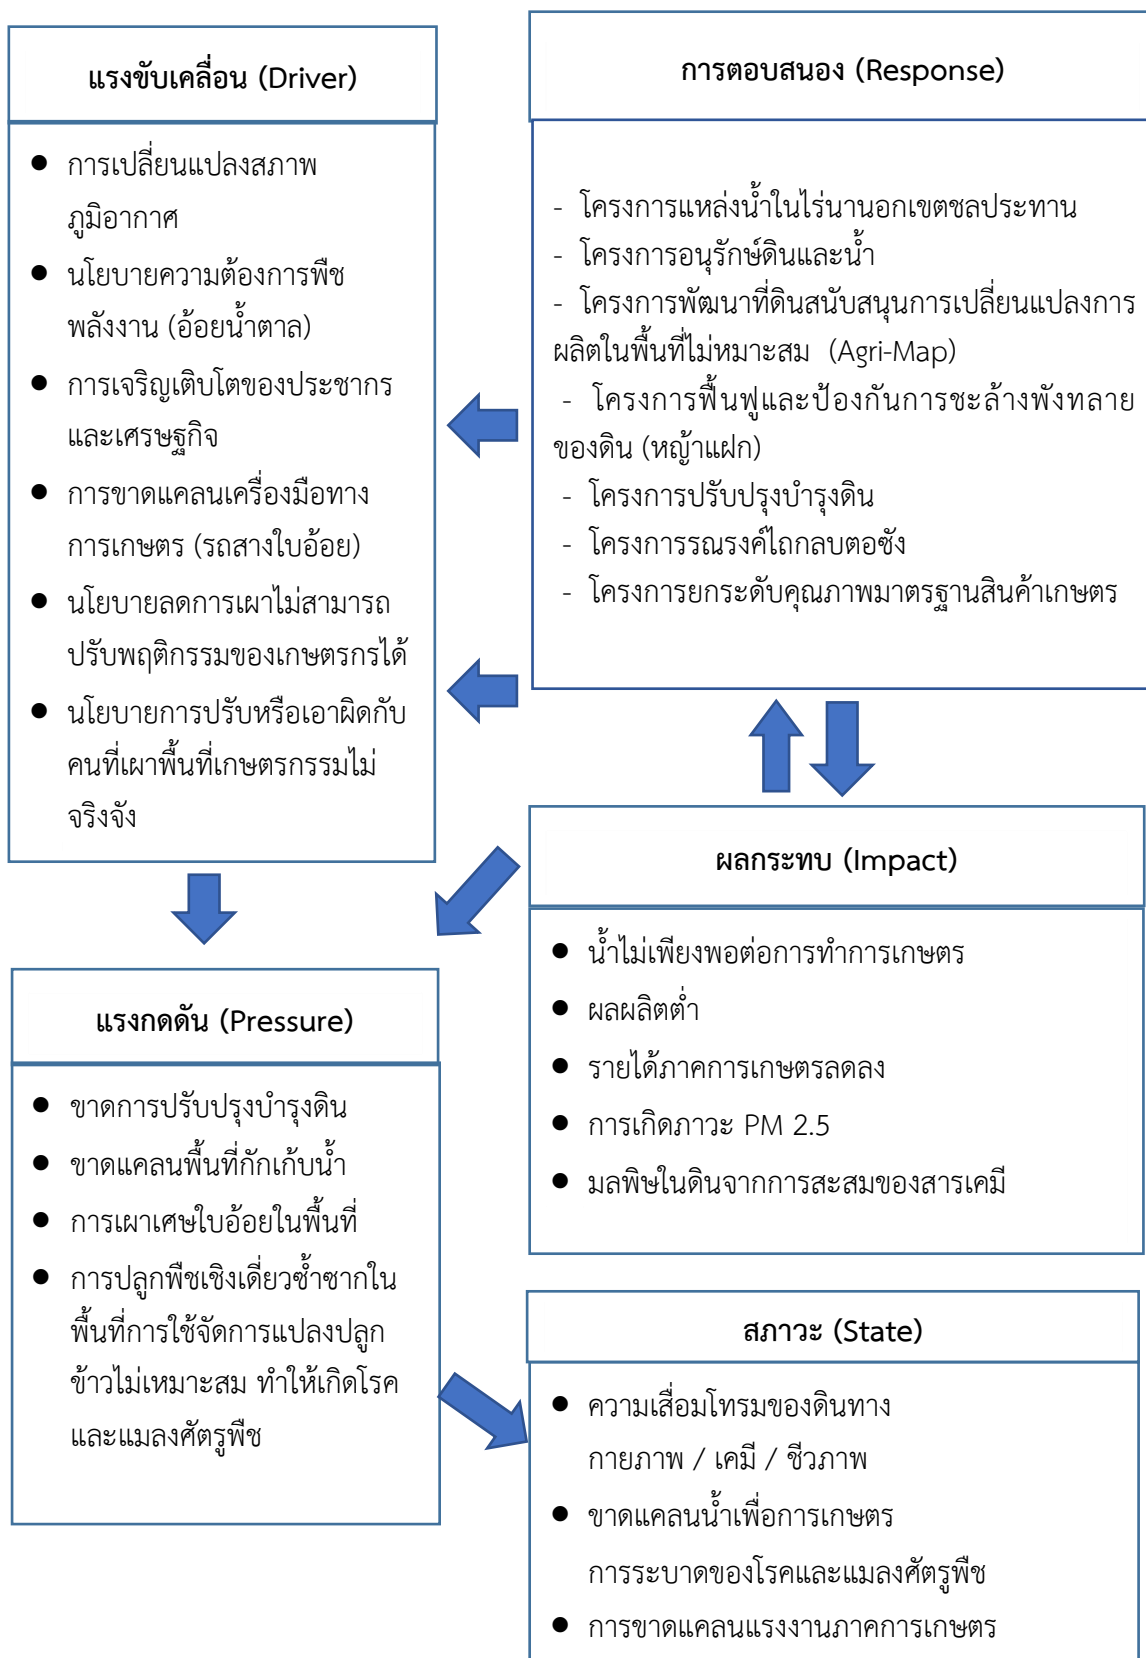 แรงขับเคลื่อน (Driver)
● การเปลี่ยนแปลงสภาพ
ภูมิอากาศ
● นโยบายความต้องการพืช
พลังงาน (อ้อยน้ำตาล)
● การเจริญเติบโตของประชากร
และเศรษฐกิจ
● การขาดแคลนเครื่องมือทาง
การเกษตร (รถสางใบอ้อย)
● นโยบายลดการเผาไม่สามารถ
ปรับพฤติกรรมของเกษตรกรได้
● นโยบายการปรับหรือเอาผิดกับ
คนที่เผาพื้นที่เกษตรกรรมไม่
จริงจัง
การตอบสนอง (Response)
- โครงการแหล่งน้ำในไร่นานอกเขตชลประทาน
- โครงการอนุรักษ์ดินและน้ำ
- โครงการพัฒนาที่ดินสนับสนุนการเปลี่ยนแปลงการ
ผลิตในพื้นที่ไม่หมาะสม (Agri-Map)
- โครงการฟื้นฟูและป้องกันการชะล้างพังทลาย
ของดิน (หญ้าแฝก)
- โครงการปรับปรุงบำรุงดิน
- โครงการรณรงค์ไถกลบตอซัง
- โครงการยกระดับคุณภาพมาตรฐานสินค้าเกษตร
ผลกระทบ (Impact)
● น้ำไม่เพียงพอต่อการทำการเกษตร
● ผลผลิตต่ำ
● รายได้ภาคการเกษตรลดลง
● การเกิดภาวะ PM 2.5
● มลพิษในดินจากการสะสมของสารเคมี
แรงกดดัน (Pressure)
● ขาดการปรับปรุงบำรุงดิน
● ขาดแคลนพื้นที่กักเก้บน้ำ
● การเผาเศษใบอ้อยในพื้นที่
● การปลูกพืชเชิงเดี่ยวซ้ำซากใน
พื้นที่การใช้จัดการแปลงปลูก
ข้าวไม่เหมาะสม ทำให้เกิดโรค
และแมลงศัตรูพืช
สภาวะ (State)
● ความเสื่อมโทรมของดินทาง
กายภาพ / เคมี / ชีวภาพ
● ขาดแคลนน้ำเพื่อการเกษตร
การระบาดของโรคและแมลงศัตรูพืช
● การขาดแคลนแรงงานภาคการเกษตร